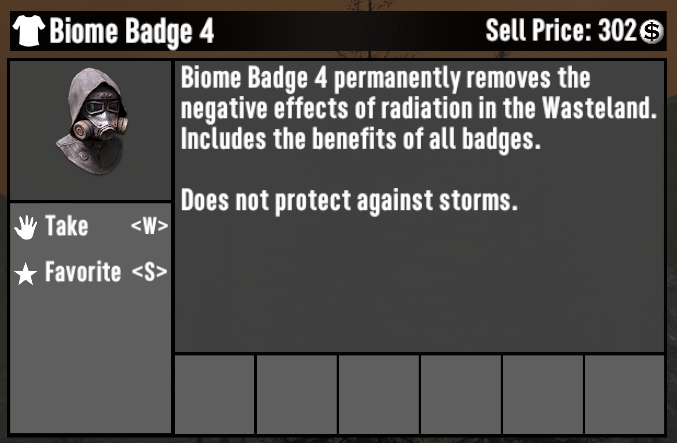 Biome Badge 4
Sell Price: 302
Biome Badge 4 permanently removes the
negative effects of radiation in the Wasteland.
Includes the benefits of all badges.
Does not protect against storms.
Take <W>
Favorite <S>